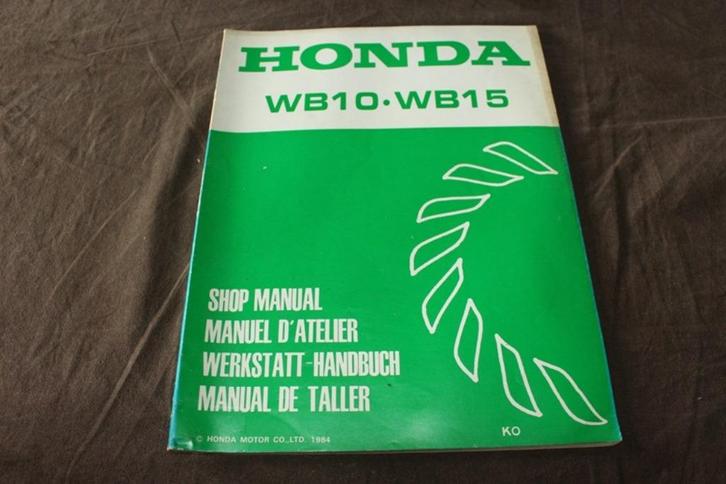 HONDA
WB10·WB15
SHOP MANUAL
MANUEL D'ATELIER
WERKSTATT-HANDBUCH
MANUAL DE TALLER
© HONDA MOTOR CO.,LTD. 1984
KO